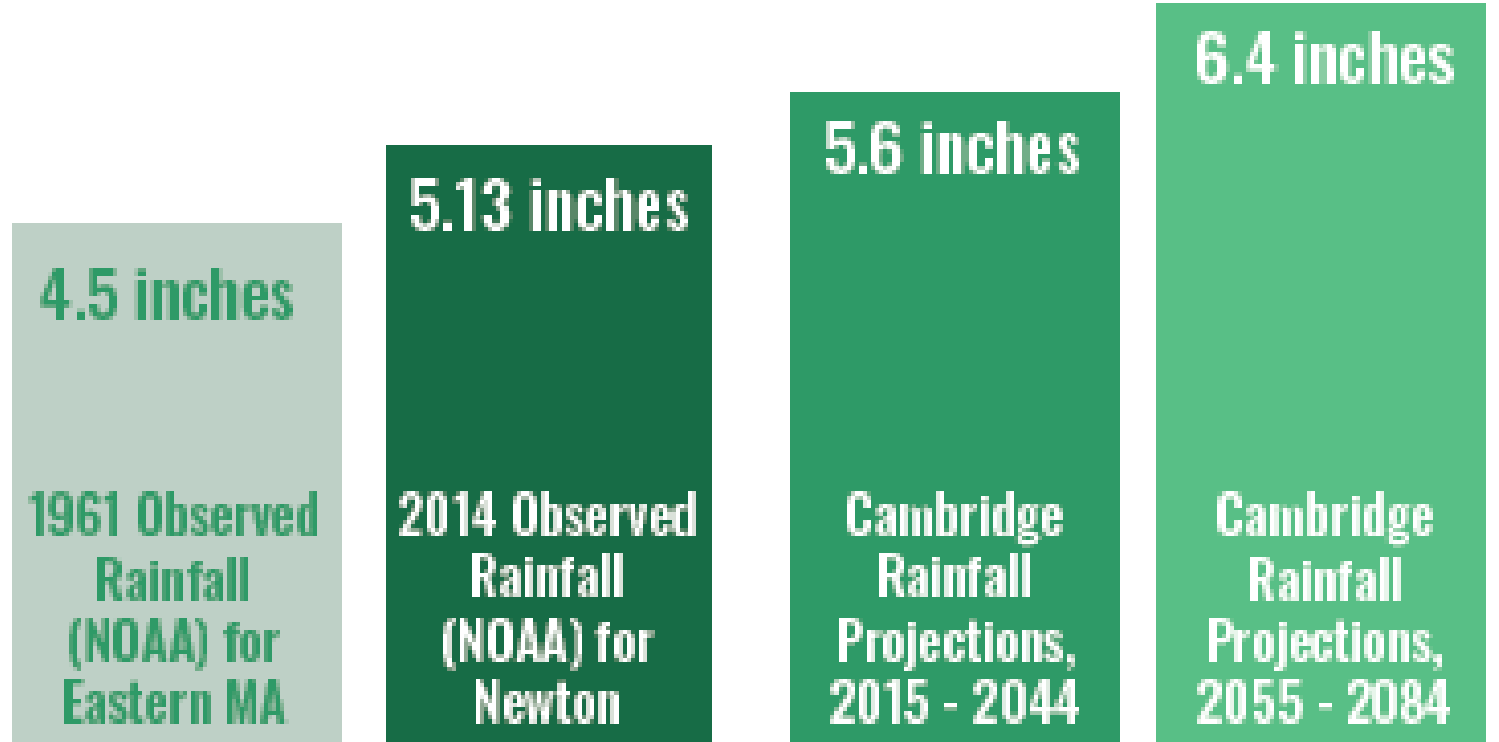 4.5 inches
1961 Observed
Rainfall
(NOAA) for
Eastern MA
5.13 inches
2014 Observed
Rainfall
(NOAA) for
Newton
5.6 inches
Cambridge
Rainfall
Projections,
2015 - 2044
6.4 inches
Cambridge
Rainfall
Projections,
2055 - 2084